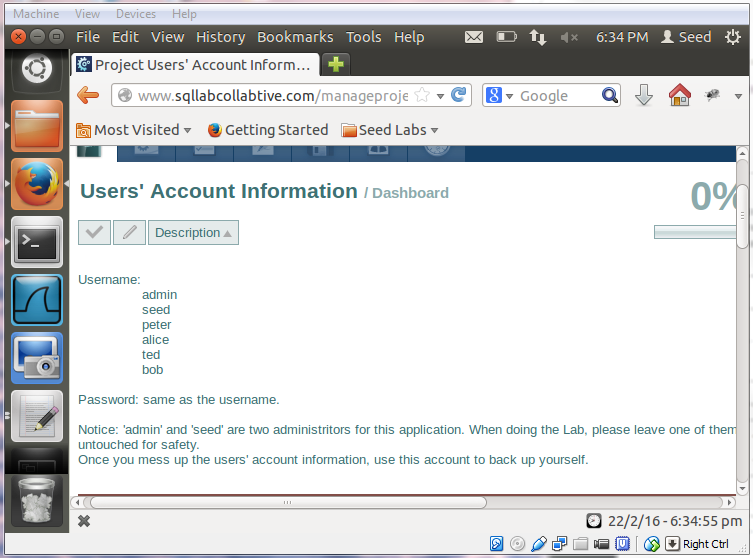 Machine View Devices Help
File Edit View History Bookmarks Tools Help 6:34 PM Seed
Project Users' Account Inform...
www.sqllabcollabtive.com/manageproje Google
Most Visited Getting Started Seed Labs
Users' Account Information / Dashboard 0%
Description
Username:
admin
seed
peter
alice
ted
bob
Password: same as the username.
Notice: 'admin' and 'seed' are two administritors for this application. When doing the Lab, please leave one of them
untouched for safety.
Once you mess up the users' account information, use this account to back up yourself.
22/2/16 - 6:34:55 pm
Right Ctrl